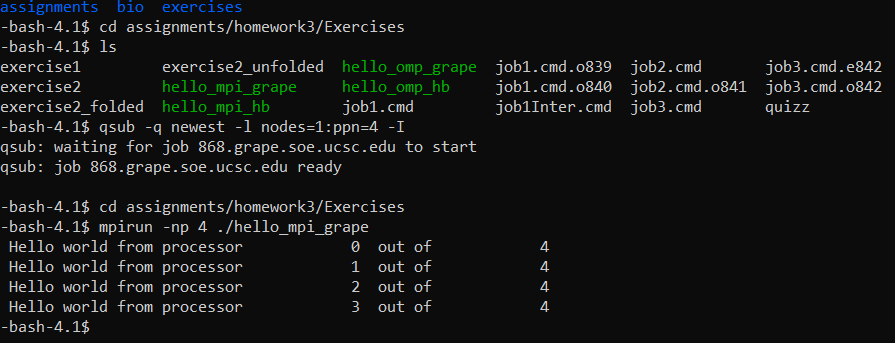 assignments  bio  exercises
-bash-4.1$ cd assignments/homework3/Exercises
-bash-4.1$ ls
exercise1         exercise2_unfolded  hello_omp_grape  job1.cmd.o839  job2.cmd       job3.cmd.e842
exercise2         hello_mpi_grape     hello_omp_hb     job1.cmd.o840  job2.cmd.o841  job3.cmd.o842
exercise2_folded  hello_mpi_hb        job1.cmd         job1Inter.cmd  job3.cmd       quizz
-bash-4.1$ qsub -q newest -l nodes=1:ppn=4 -I
qsub: waiting for job 868.grape.soe.ucsc.edu to start
qsub: job 868.grape.soe.ucsc.edu ready
-bash-4.1$ cd assignments/homework3/Exercises
-bash-4.1$ mpirun -np 4 ./hello_mpi_grape
 Hello world from processor            0  out of            4
 Hello world from processor            1  out of            4
 Hello world from processor            2  out of            4
 Hello world from processor            3  out of            4
-bash-4.1$